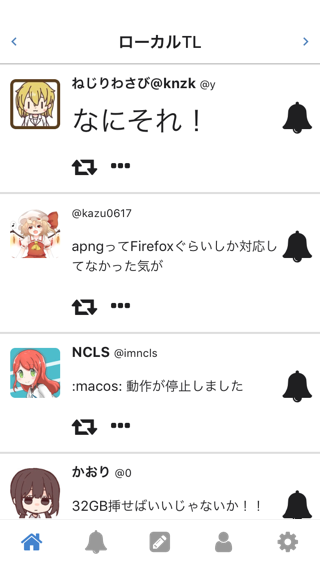 ローカルTL
ねじりわさび@knzk @y
なにそれ！
@kazu0617
apngってFirefoxぐらいしか対応し
てなかった気が
NCLS @imncls
:macos: 動作が停止しました
かおり @0
32GB挿せばいいじゃないか！！